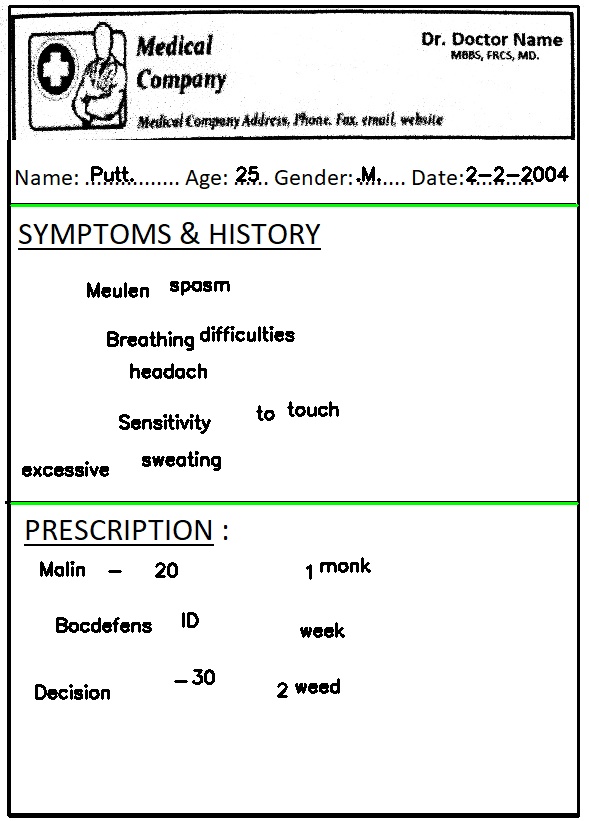 Medical
Company
Dr. Doctor Name
MBBS, FRCS, MD.
Medical Company Address, Phone. Fax, email, website
Name: .Putt............ Age: 25.. Gender: .M...... Date: 2-2-2004
SYMPTOMS & HISTORY
Meulen spasm
Breathing difficulties
headach
Sensitivity to touch
excessive sweating
PRESCRIPTION :
Malin - 20 1 monk
Bocdefens ID week
Decision - 30 2 weed